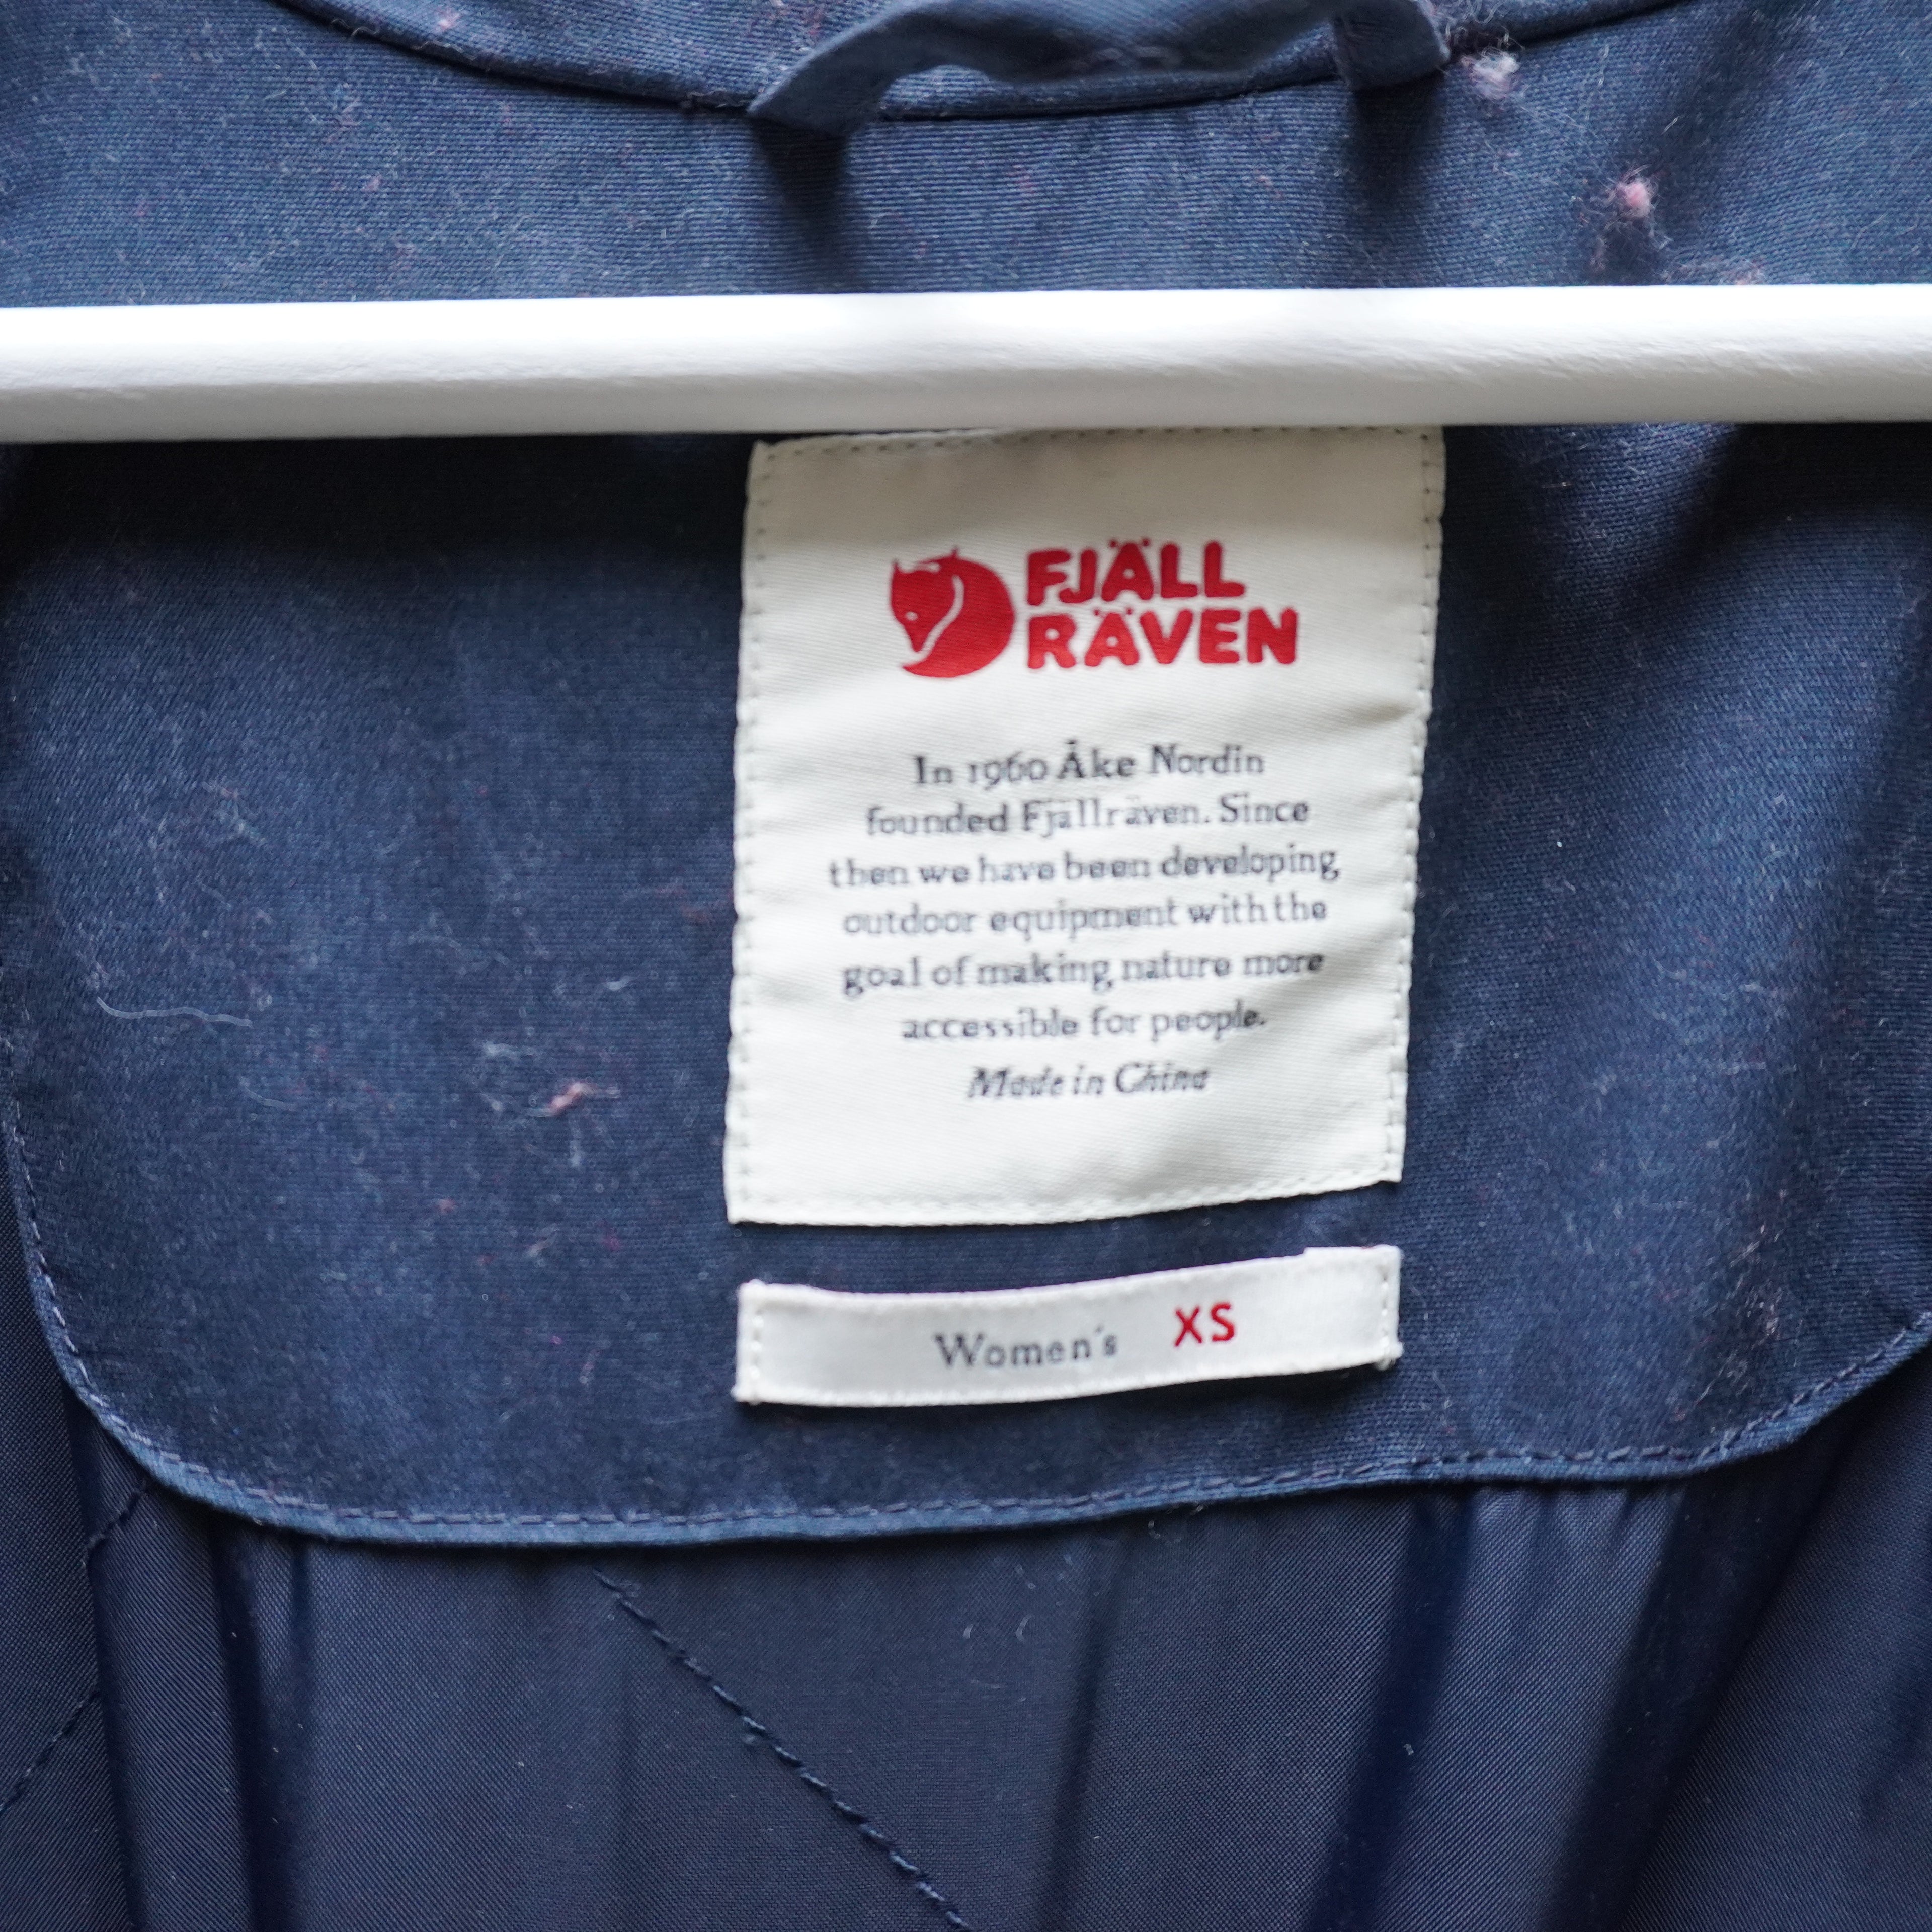 FJÄLL
RÄVEN
In 1960 Åke Nordin
founded Fjällräven. Since
then we have been developing
outdoor equipment with the
goal of making nature more
accessible for people.
Made in China
Women's XS